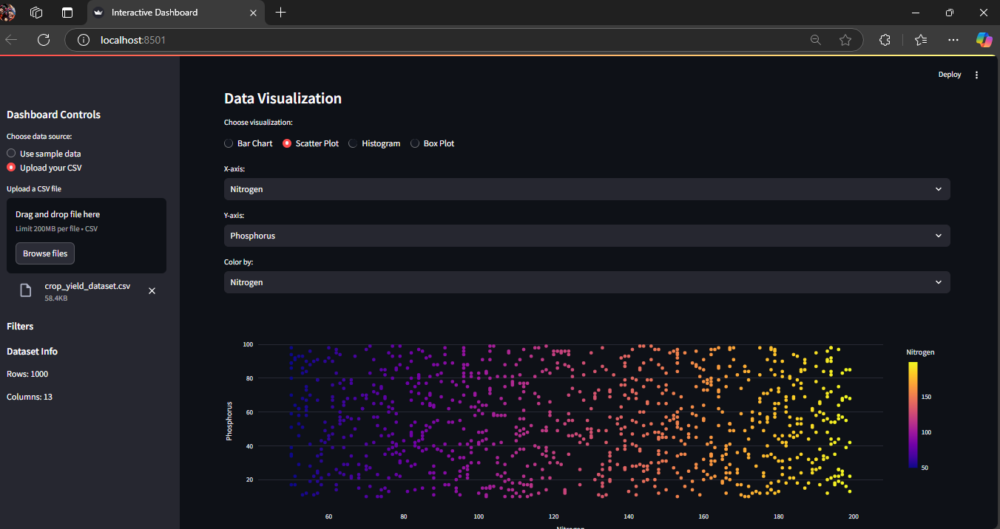 Interactive Dashboard
localhost:8501
Deploy
Dashboard Controls
Choose data source:
Use sample data
Upload your CSV
Upload a CSV file
Drag and drop file here
Limit 200MB per file • CSV
Browse files
crop_yield_dataset.csv
58.4KB
Filters
Dataset Info
Rows: 1000
Columns: 13
Data Visualization
Choose visualization:
Bar Chart Scatter Plot Histogram Box Plot
X-axis:
Nitrogen
Y-axis:
Phosphorus
Color by:
Nitrogen
100
80
60
40
20
Phosphorus
60 80 100 120 140 160 180 200
Nitrogen
Nitrogen
150
100
50